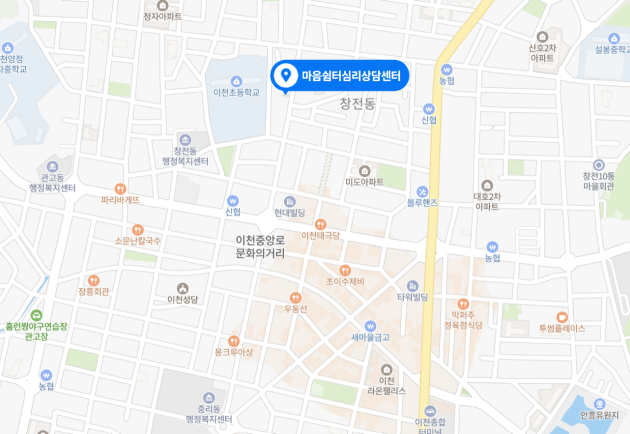 청자아파트
신호2차
아파트
설봉중학교
천양정
자중학교
이천초등학교
마음쉼터심리상담센터
농협
창전동
신협
창전동
행정복지센터
관고동
행정복지센터
미도아파트
창전10통
마을회관
파리바게뜨
신협
현대빌딩
블루핸즈
대호2차
아파트
소문난칼국수
이천중앙로
문화의거리
이천태극당
농협
장흥회관
이천성당
초이수제비
타워빌딩
우동선
막퍼주
정육점식당
투썸플레이스
홈런짱야구연습장
관고장
새마을금고
몽크루아상
농협
이천
라온팰리스
중리동
행정복지센터
이천종합
터미널
안흥유원지